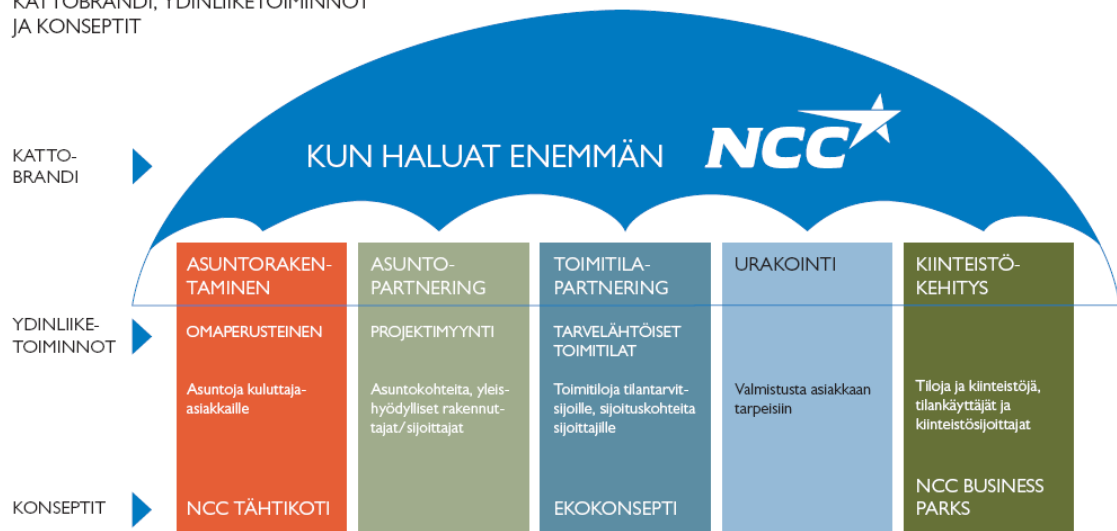 KATTOBRANDI, YDINLIIKETOIMINNOT
JA KONSEPTIT
KATTO-
BRANDI
KUN HALUAT ENEMMÄN
NCC
ASUNTORAKEN-
TAMINEN
ASUNTO-
PARTNERING
TOIMITILA-
PARTNERING
URAKOINTI
KIINTEISTÖ-
KEHITYS
YDINLIIKE-
TOIMINNOT
OMAPERUSTEINEN
PROJEKTIMYYNTI
TARVELÄHTÖISET
TOIMITILAT
Asuntoja kuluttaja-
asiakkaille
Asuntokohteita, yleis-
hyödylliset rakennut-
tajat/sijoittajat
Toimitiloja tilantarvit-
sijoille, sijoituskohteita
sijoittajille
Valmistusta asiakkaan
tarpeisiin
Tiloja ja kiinteistöjä,
tilankäyttäjät ja
kiinteistösijoittajat
KONSEPTIT
NCC TÄHTIKOTI
EKOKONSEPTI
NCC BUSINESS
PARKS